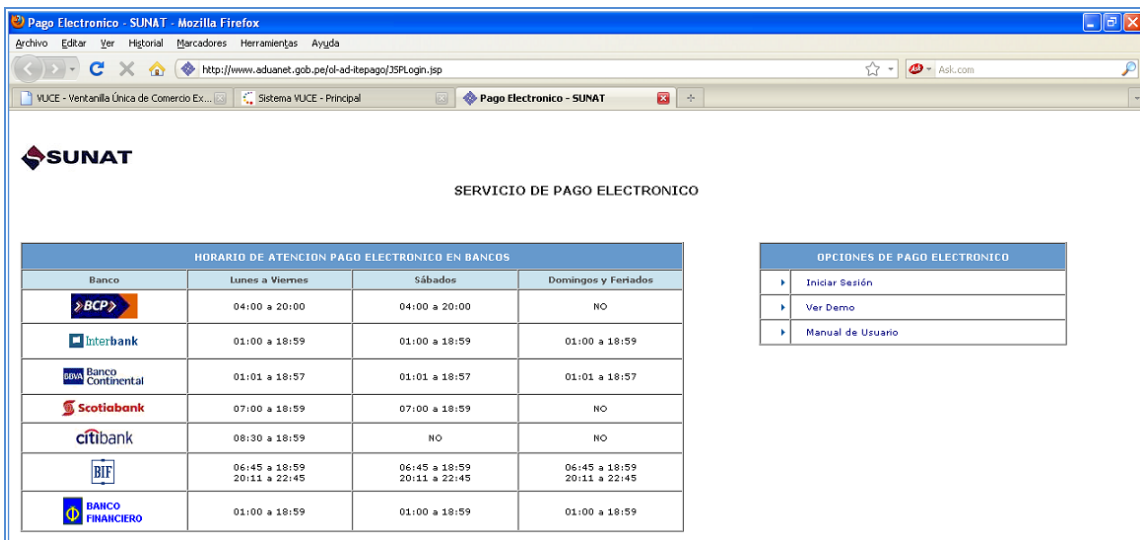 Pago Electronico - SUNAT - Mozilla Firefox
Archivo Editar Ver Historial Marcadores Herramientas Ayuda
http://www.aduanet.gob.pe/ol-ad-itepago/JSPLogin.jsp Ask.com
VUCE - Ventanilla Única de Comercio Ex... Sistema VUCE - Principal Pago Electronico - SUNAT
SUNAT
SERVICIO DE PAGO ELECTRONICO
HORARIO DE ATENCION PAGO ELECTRONICO EN BANCOS
Banco Lunes a Viernes Sábados Domingos y Feriados
BCP 04:00 a 20:00 04:00 a 20:00 NO
Interbank 01:00 a 18:59 01:00 a 18:59 01:00 a 18:59
BBVA Banco Continental 01:01 a 18:57 01:01 a 18:57 01:01 a 18:57
Scotiabank 07:00 a 18:59 07:00 a 18:59 NO
citibank 08:30 a 18:59 NO NO
BIF 06:45 a 18:59 06:45 a 18:59 06:45 a 18:59
20:11 a 22:45 20:11 a 22:45 20:11 a 22:45
BANCO FINANCIERO 01:00 a 18:59 01:00 a 18:59 01:00 a 18:59
OPCIONES DE PAGO ELECTRONICO
Iniciar Sesión
Ver Demo
Manual de Usuario